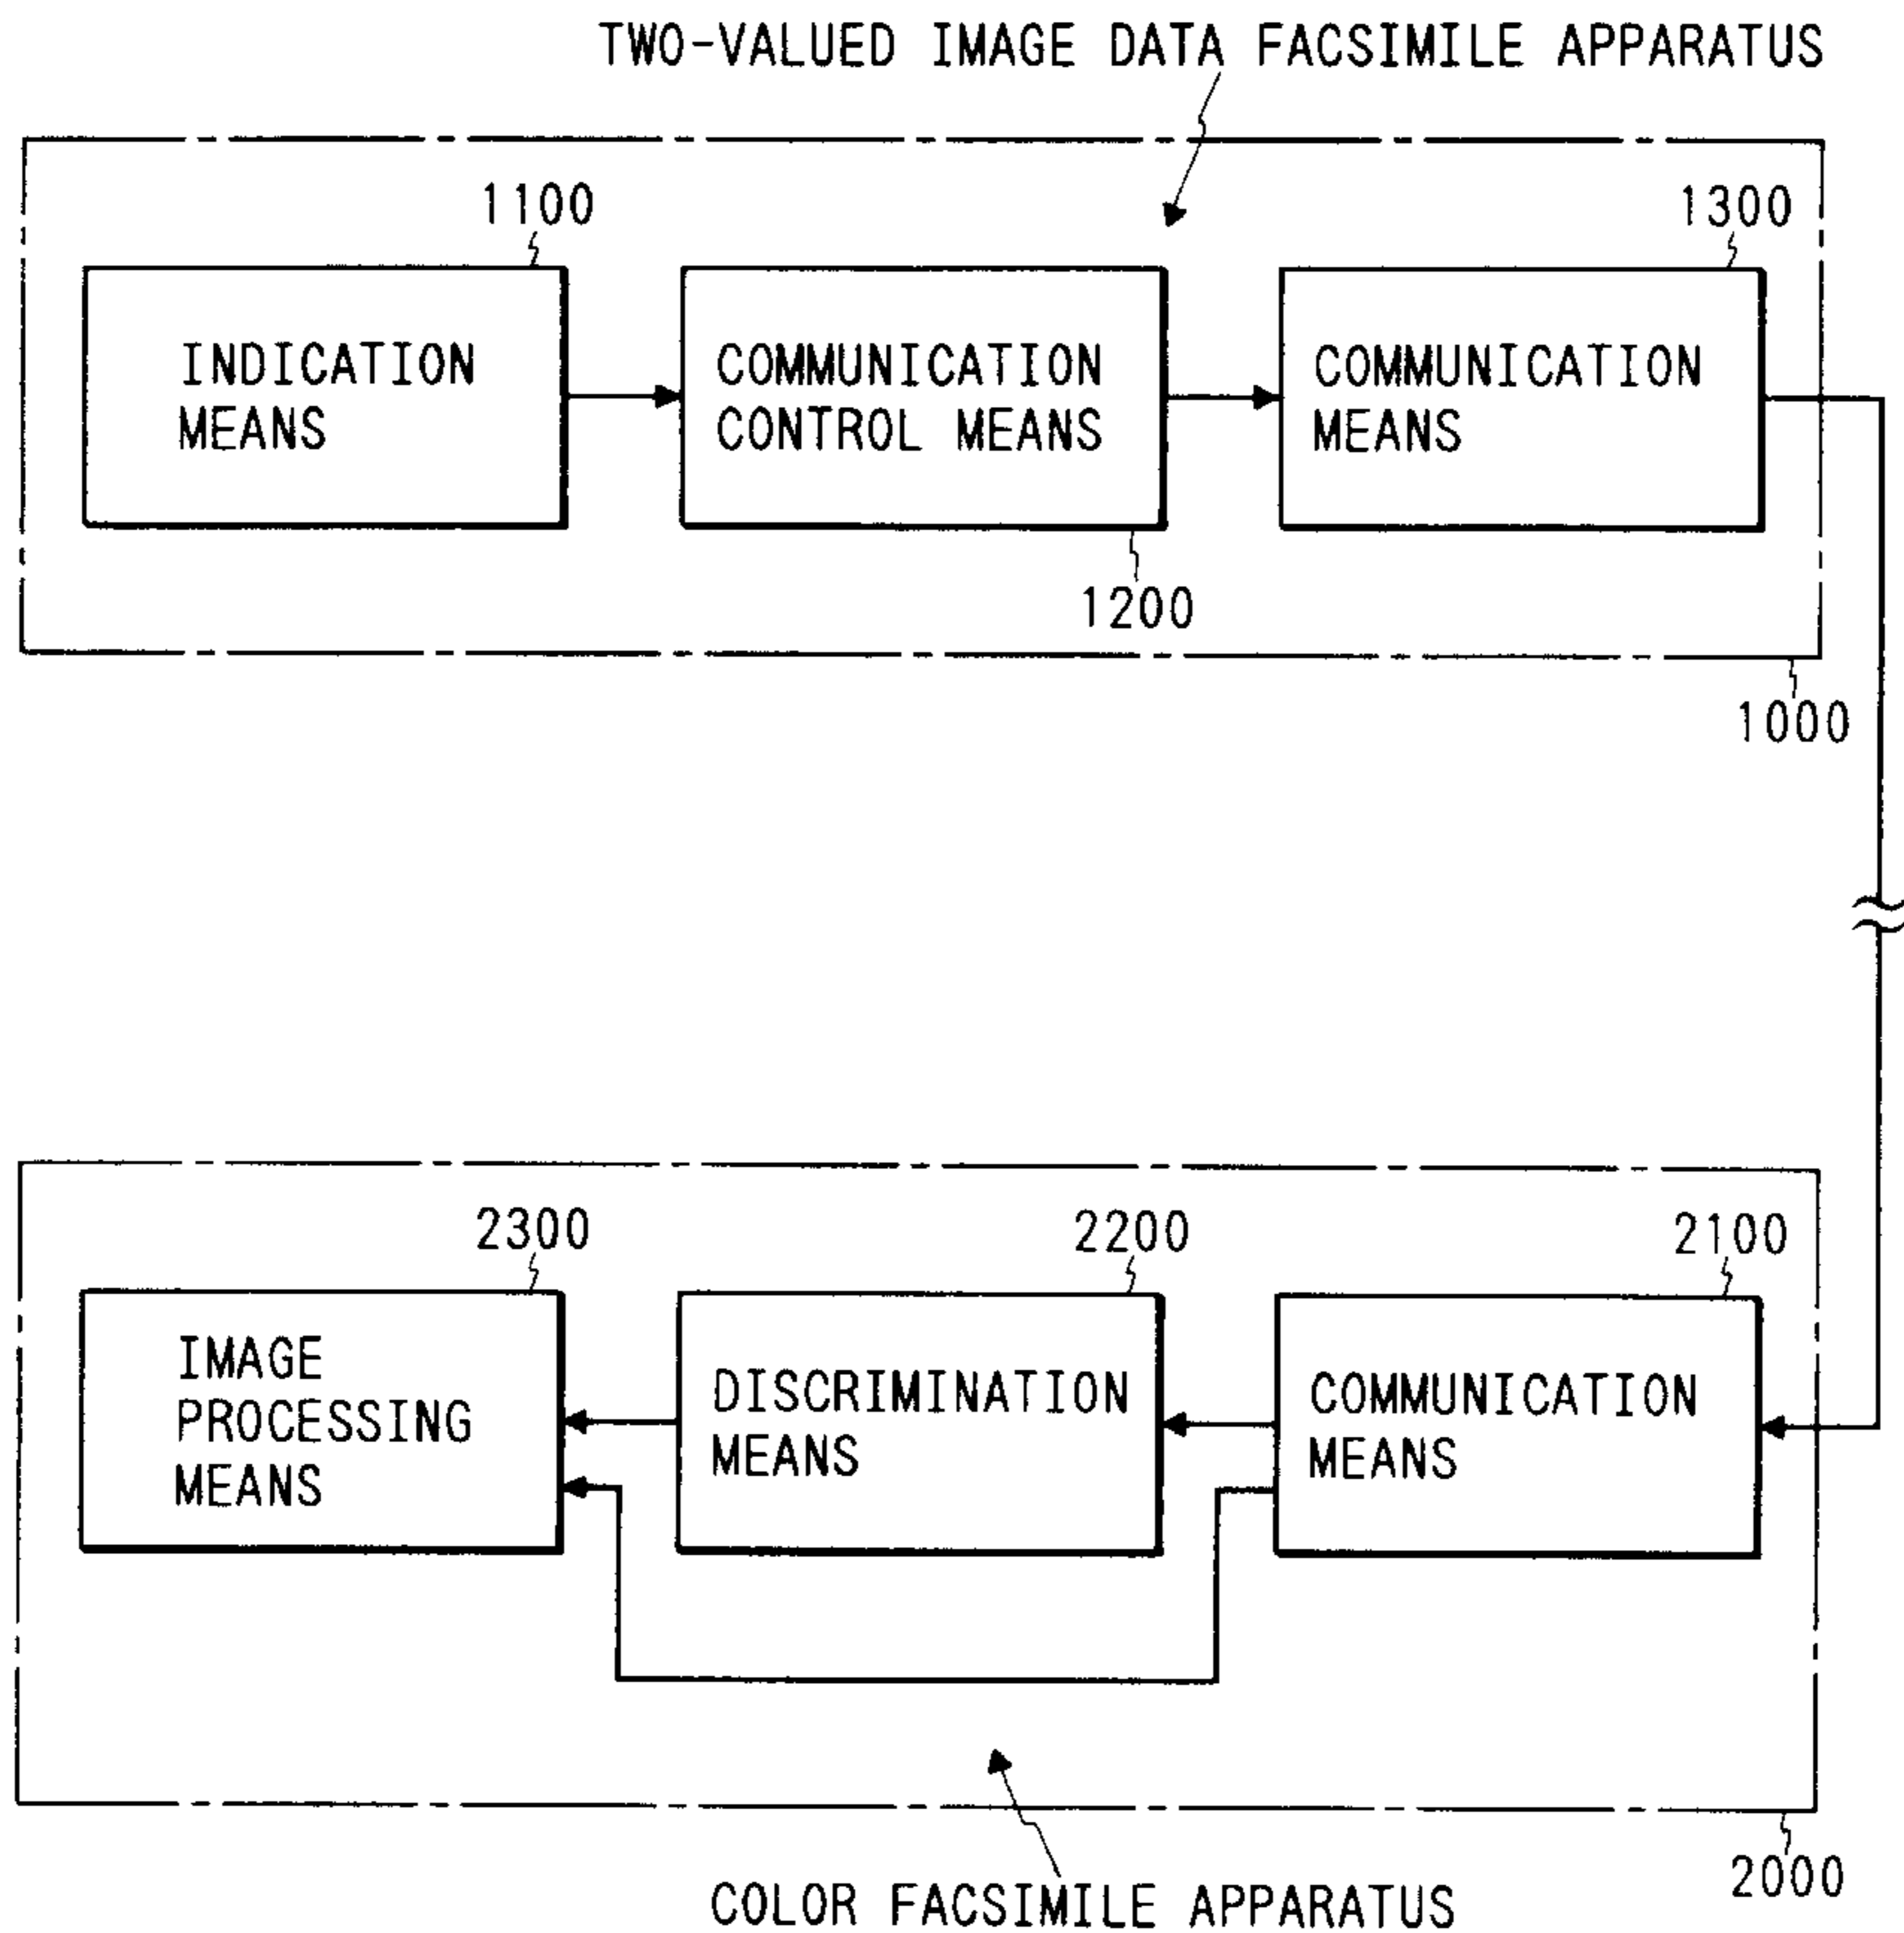 TWO-VALUED IMAGE DATA FACSIMILE APPARATUS
1100
1300
INDICATION
MEANS
COMMUNICATION
CONTROL MEANS
COMMUNICATION
MEANS
1200
1000
2300
2200
2100
IMAGE
PROCESSING
MEANS
DISCRIMINATION
MEANS
COMMUNICATION
MEANS
2000
COLOR FACSIMILE APPARATUS